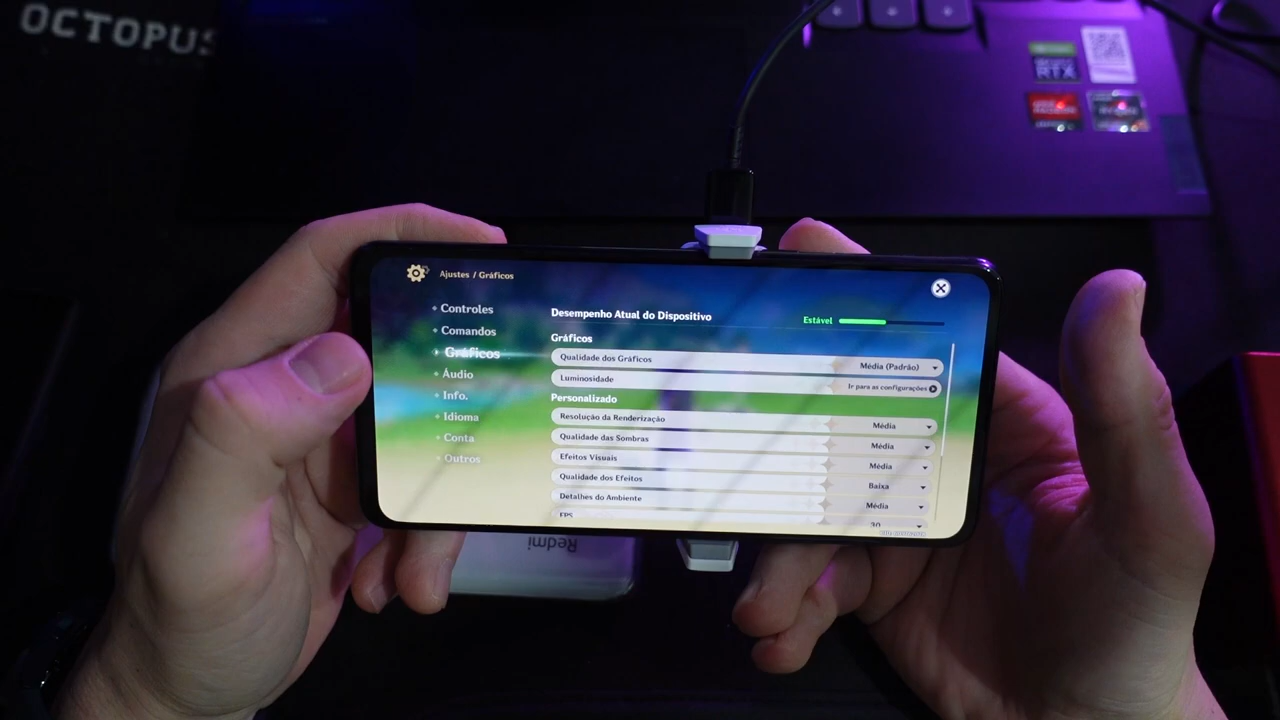 OCTOPUS
RTX
Ajustes / Gráficos
Controles
Comandos
Gráficos
Áudio
Info.
Idioma
Conta
Outros
Desempenho Atual do Dispositivo
Estável
Gráficos
Qualidade dos Gráficos Média (Padrão)
Luminosidade Ir para as configurações
Personalizado
Resolução da Renderização Média
Qualidade das Sombras Média
Efeitos Visuais Média
Qualidade dos Efeitos Baixa
Detalhes do Ambiente Média
FPS 30
Redmi